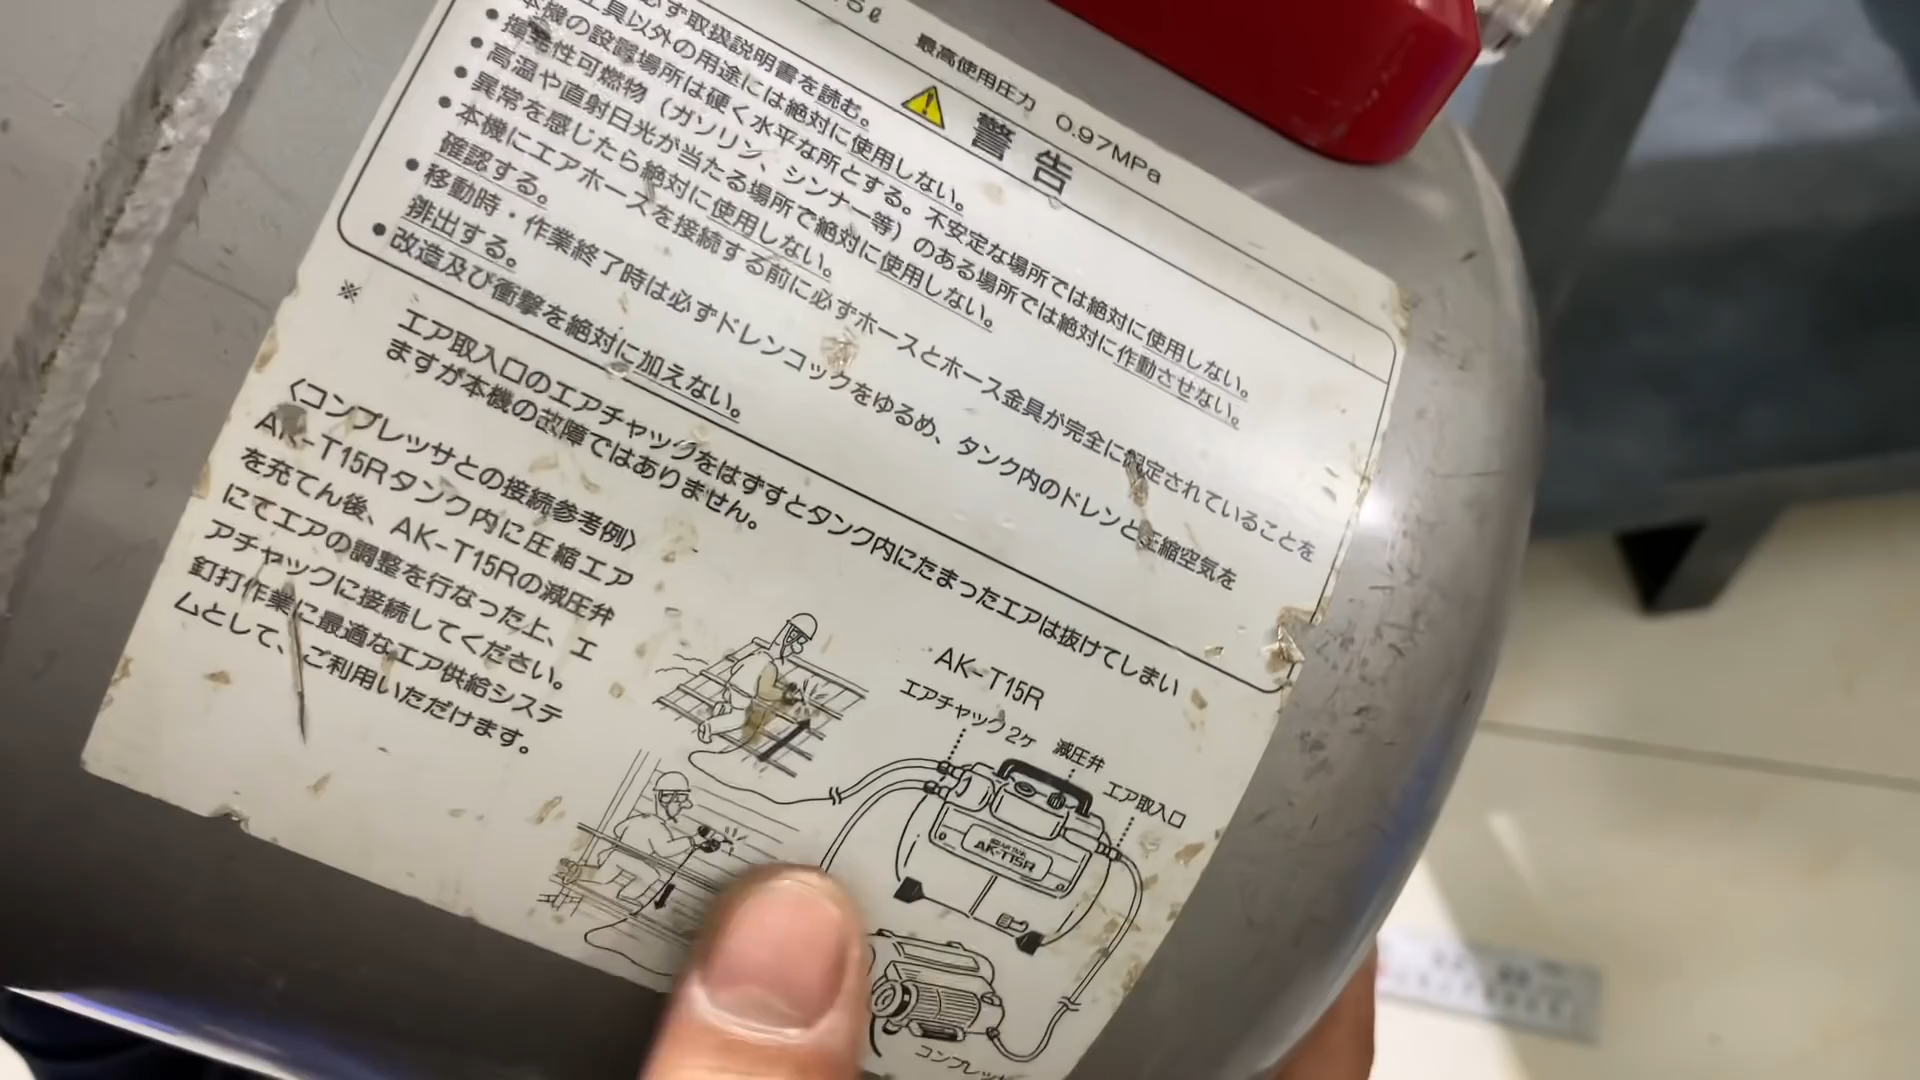 5ℓ 最高使用圧力 0.97MPa
警告
必ず取扱説明書を読む。
工具以外の用途には絶対に使用しない。
本機の設置場所は硬く水平な所とする。不安定な場所では絶対に使用しない。
●揮発性可燃物(ガソリン、シンナー等)のある場所では絶対に作動させない。
●高温や直射日光が当たる場所で絶対に使用しない。
●異常を感じたら絶対に使用しない。
●本機にエアホースを接続する前に必ずホースとホース金具が完全に固定されていることを
確認する。
●移動時・作業終了時は必ずドレンコックをゆるめ、タンク内のドレンと圧縮空気を
排出する。
●改造及び衝撃を絶対に加えない。
※ エア取入口のエアチャックをはずすとタンク内にたまったエアは抜けてしまい
ますが本機の故障ではありません。
〈コンプレッサとの接続参考例〉
AK-T15Rタンク内に圧縮エア
を充てん後、AK-T15Rの減圧弁
にてエアの調整を行なった上、エ
アチャックに接続してください。
釘打作業に最適なエア供給システ
ムとして、ご利用いただけます。
AK-T15R
エアチャック2ケ
減圧弁
エア取入口
AK-T15R
コンプレッサ